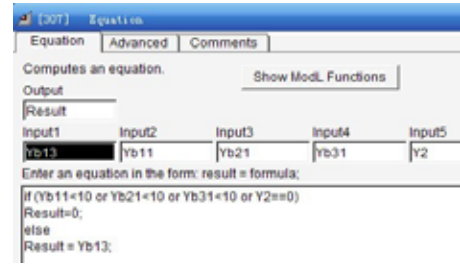 [307] Equation
Equation Advanced Comments
Computes an equation.
Show ModL Functions
Output
Result
Input1 Input2 Input3 Input4 Input5
Yb13 Yb11 Yb21 Yb31 Y2
Enter an equation in the form: result = formula;
if (Yb11<10 or Yb21<10 or Yb31<10 or Y2==0)
Result=0;
else
Result = Yb13;